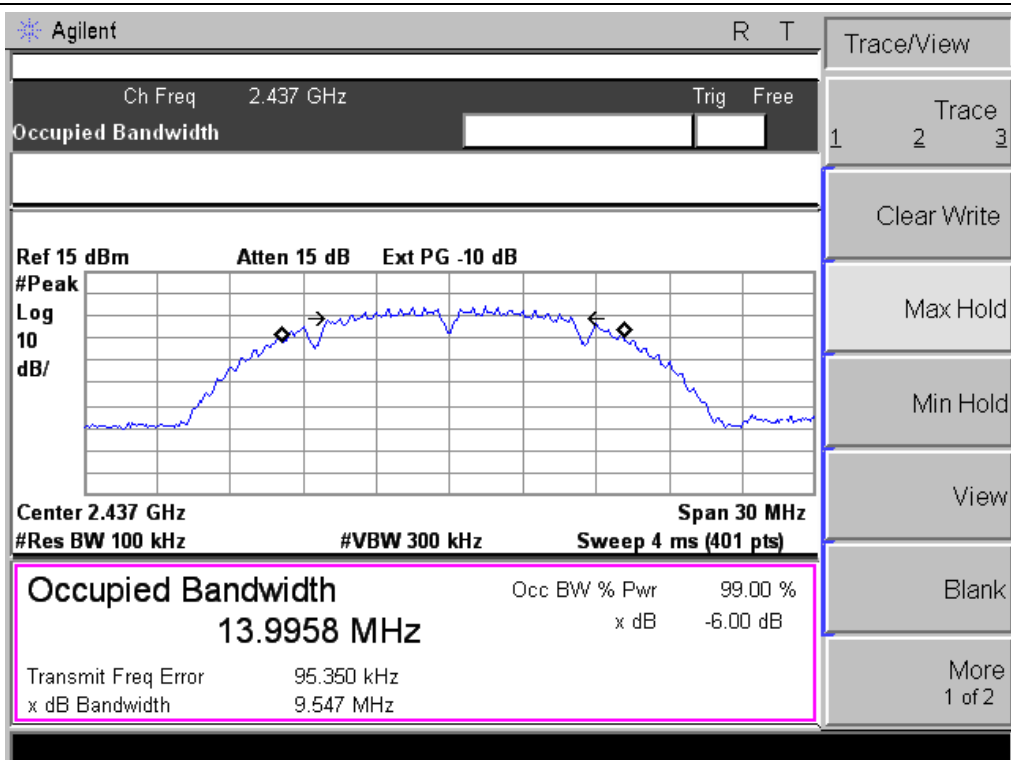 Agilent R T
Ch Freq 2.437 GHz Trig Free
Occupied Bandwidth
Ref 15 dBm Atten 15 dB Ext PG -10 dB
#Peak
Log
10
dB/
Center 2.437 GHz Span 30 MHz
#Res BW 100 kHz #VBW 300 kHz Sweep 4 ms (401 pts)
Occupied Bandwidth Occ BW % Pwr 99.00 %
13.9958 MHz x dB -6.00 dB
Transmit Freq Error 95.350 kHz
x dB Bandwidth 9.547 MHz
Trace/View
Trace
1 2 3
Clear Write
Max Hold
Min Hold
View
Blank
More
1 of 2